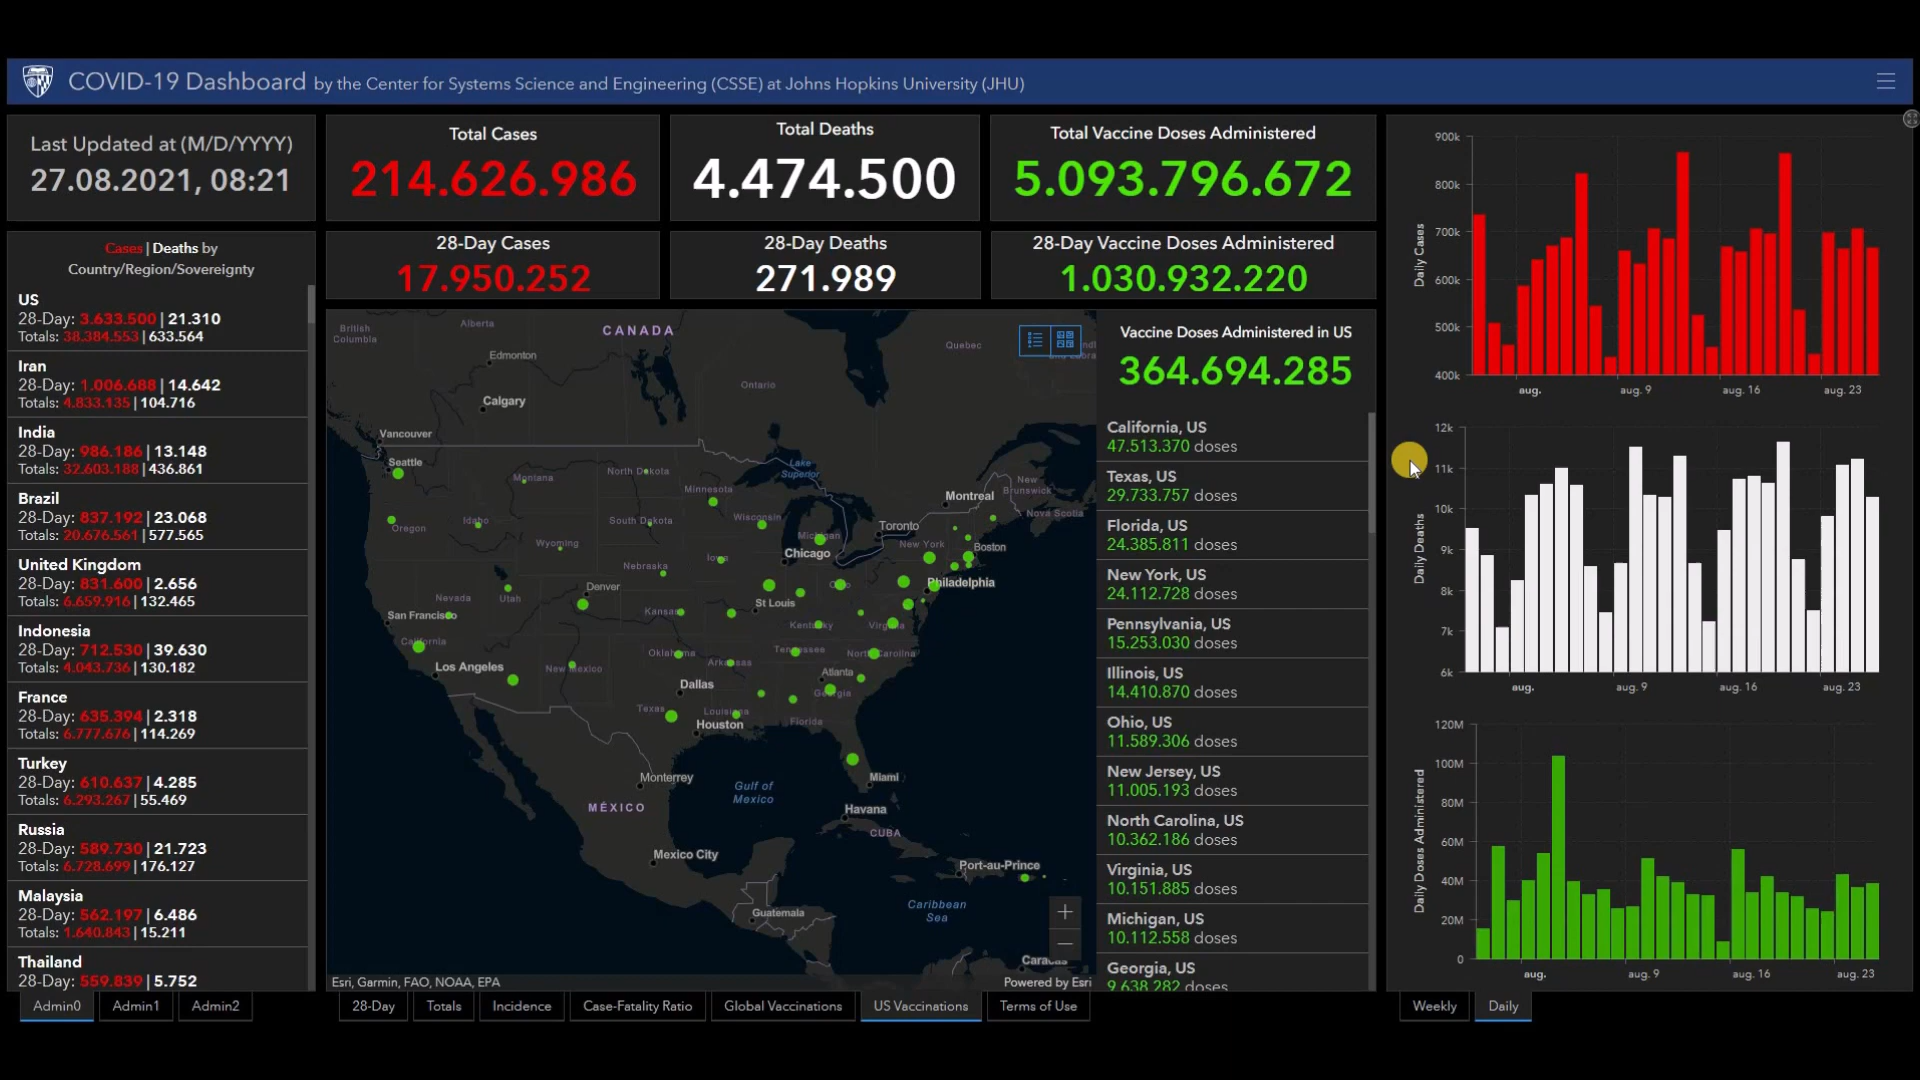 COVID-19 Dashboard by the Center for Systems Science and Engineering (CSSE) at Johns Hopkins University (JHU)
Last Updated at (M/D/YYYY)
27.08.2021, 08:21
Total Cases
214.626.986
Total Deaths
4.474.500
Total Vaccine Doses Administered
5.093.796.672
28-Day Cases
17.950.252
28-Day Deaths
271.989
28-Day Vaccine Doses Administered
1.030.932.220
Cases | Deaths by
Country/Region/Sovereignty
US
28-Day: 3.633.500 | 21.310
Totals: 38.384.553 | 633.564
Iran
28-Day: 1.006.688 | 14.642
Totals: 4.833.135 | 104.716
India
28-Day: 986.186 | 13.148
Totals: 32.603.188 | 436.861
Brazil
28-Day: 837.192 | 23.068
Totals: 20.676.561 | 577.565
United Kingdom
28-Day: 831.600 | 2.656
Totals: 6.659.916 | 132.465
Indonesia
28-Day: 712.530 | 39.630
Totals: 4.043.736 | 130.182
France
28-Day: 635.394 | 2.318
Totals: 6.777.676 | 114.269
Turkey
28-Day: 610.637 | 4.285
Totals: 6.293.267 | 55.469
Russia
28-Day: 589.730 | 21.723
Totals: 6.728.699 | 176.127
Malaysia
28-Day: 562.197 | 6.486
Totals: 1.640.843 | 15.211
Thailand
28-Day: 559.839 | 5.752
Admin0
Admin1
Admin2
British
Columbia
Alberta
CANADA
Quebec
Edmonton
Ontario
Calgary
Vancouver
Seattle
Montana
North Dakota
Lake
Superior
Minnesota
Montreal
New
Brunswick
Nova Scotia
Oregon
Idaho
South Dakota
Wisconsin
Toronto
Michigan
Wyoming
New York
Boston
Chicago
Iowa
Nebraska
Philadelphia
Denver
Nevada
Utah
St Louis
San Francisco
Kansas
Kentucky
Virginia
California
Oklahoma
Tennessee
North Carolina
Los Angeles
New Mexico
Arkansas
Atlanta
Dallas
Georgia
Texas
Louisiana
Houston
Florida
Monterrey
Gulf of
Mexico
Miami
MÉXICO
Havana
CUBA
Mexico City
Port-au-Prince
Caribbean
Sea
Guatemala
Caracas
+
−
Esri, Garmin, FAO, NOAA, EPA
Powered by Esri
28-Day
Totals
Incidence
Case-Fatality Ratio
Global Vaccinations
US Vaccinations
Terms of Use
Vaccine Doses Administered in US
364.694.285
California, US
47.513.370 doses
Texas, US
29.733.757 doses
Florida, US
24.385.811 doses
New York, US
24.112.728 doses
Pennsylvania, US
15.253.030 doses
Illinois, US
14.410.870 doses
Ohio, US
11.589.306 doses
New Jersey, US
11.005.193 doses
North Carolina, US
10.362.186 doses
Virginia, US
10.151.885 doses
Michigan, US
10.112.558 doses
Georgia, US
9.638.282 doses
Daily Cases
900k
800k
700k
600k
500k
400k
aug.
aug. 9
aug. 16
aug. 23
Daily Deaths
12k
11k
10k
9k
8k
7k
6k
aug.
aug. 9
aug. 16
aug. 23
Daily Doses Administered
120M
100M
80M
60M
40M
20M
0
aug.
aug. 9
aug. 16
aug. 23
Weekly
Daily